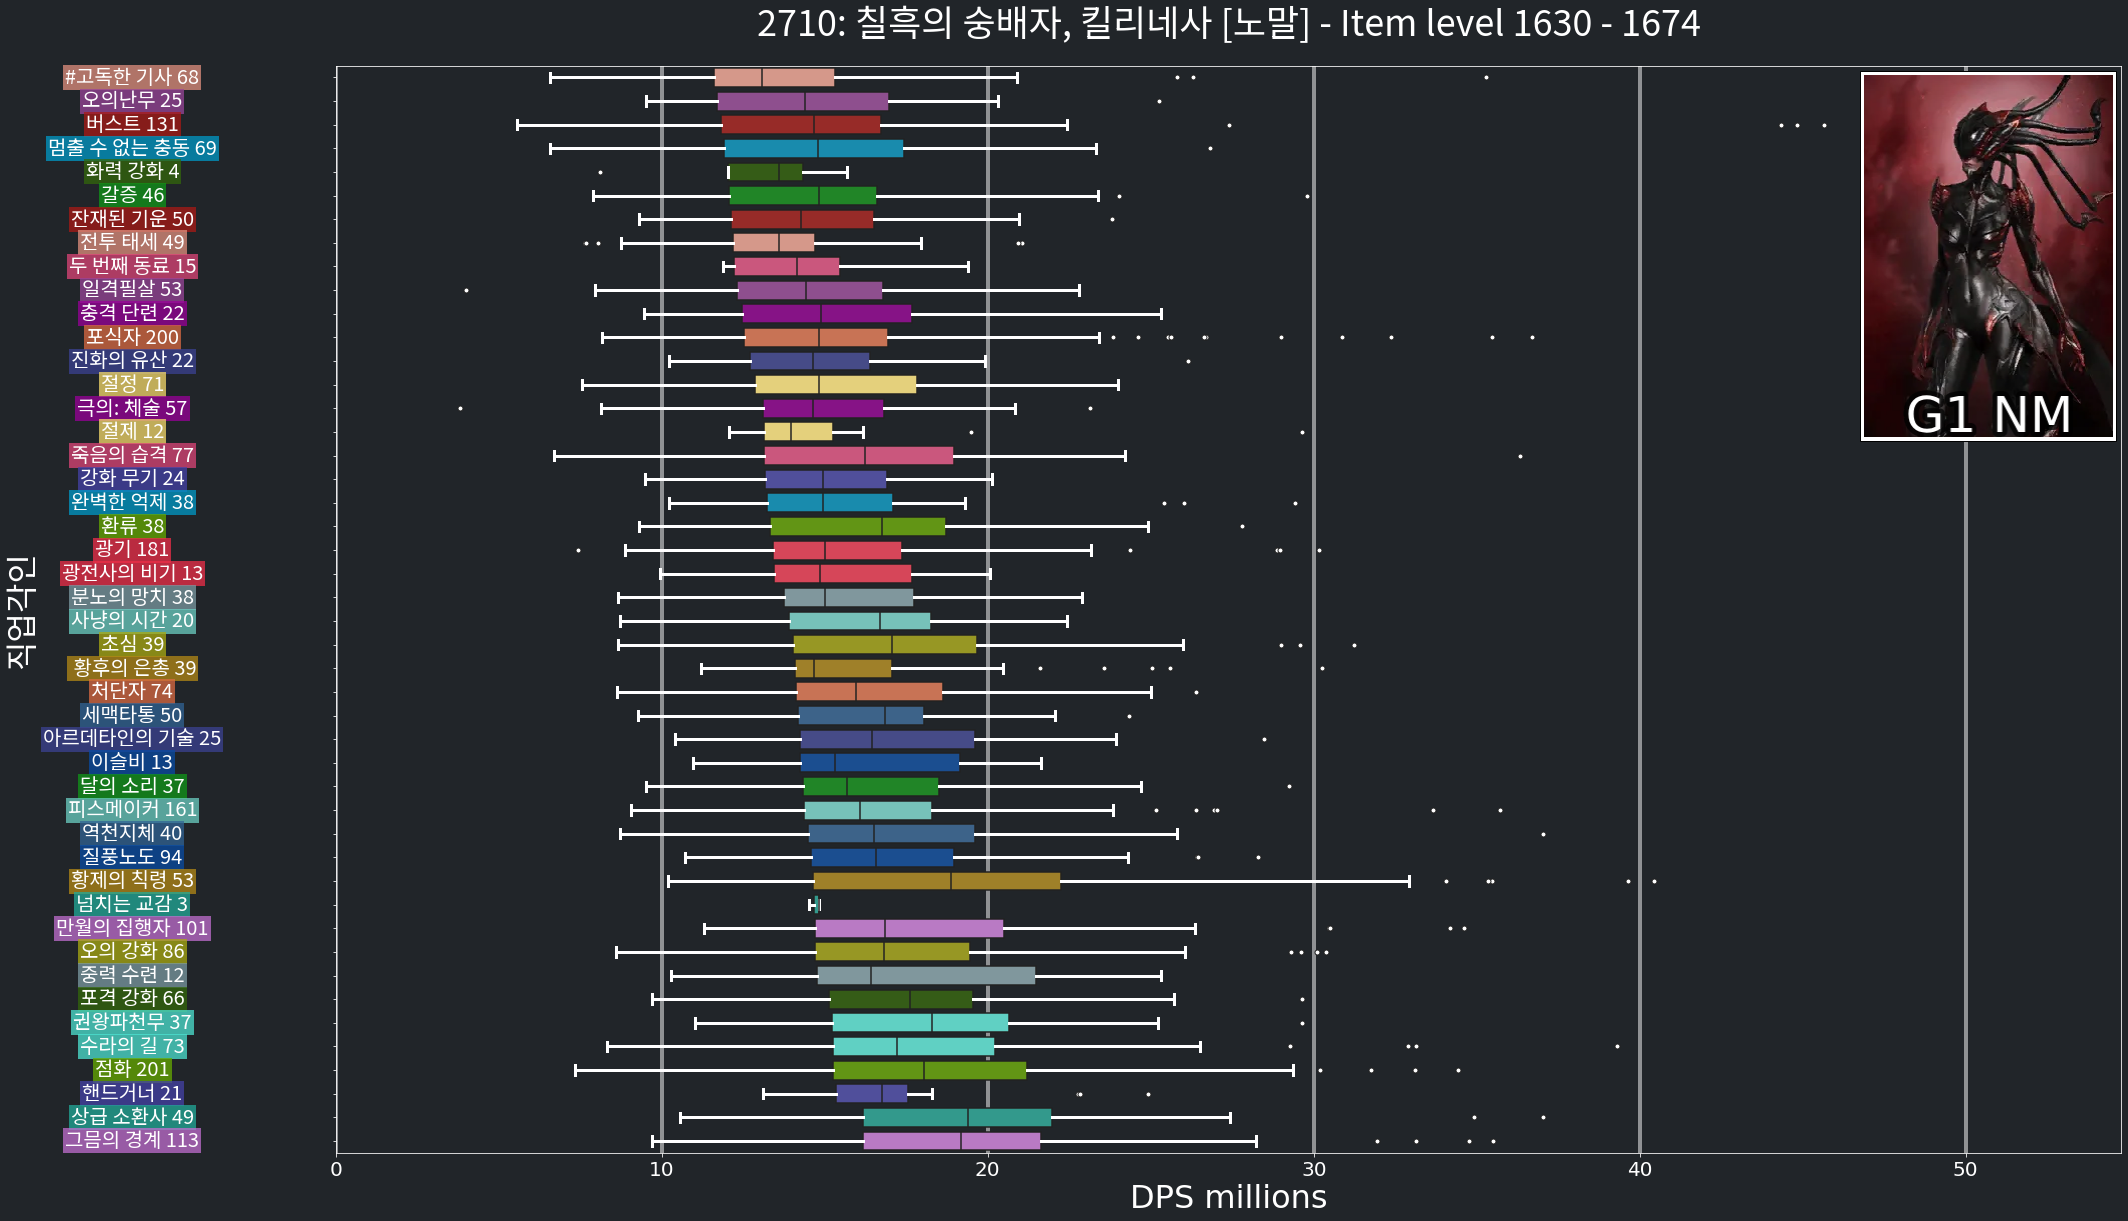 2710: 칠흑의 숭배자, 킬리네사 [노말] - Item level 1630 - 1674
#고독한 기사 68
오의난무 25
버스트 131
멈출 수 없는 충동 69
화력 강화 4
갈증 46
잔재된 기운 50
전투 태세 49
두 번째 동료 15
일격필살 53
충격 단련 22
포식자 200
진화의 유산 22
절정 71
극의: 체술 57
절제 12
죽음의 습격 77
강화 무기 24
완벽한 억제 38
환류 38
광기 181
광전사의 비기 13
분노의 망치 38
사냥의 시간 20
초심 39
황후의 은총 39
처단자 74
세맥타통 50
아르데타인의 기술 25
이슬비 13
달의 소리 37
피스메이커 161
역천지체 40
질풍노도 94
황제의 칙령 53
넘치는 교감 3
만월의 집행자 101
오의 강화 86
중력 수련 12
포격 강화 66
권왕파천무 37
수라의 길 73
점화 201
핸드거너 21
상급 소환사 49
그믐의 경계 113
직업각인
G1 NM
0 10 20 30 40 50
DPS millions